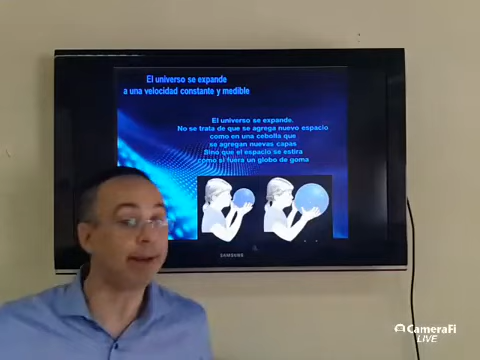 El universo se expande
a una velocidad constante y medible
El universo se expande.
No se trata de que se agrega nuevo espacio
como en una cebolla que
se agregan nuevas capas
Sino que el espacio se estira
como si fuera un globo de goma
SAMSUNG
CameraFi
LIVE